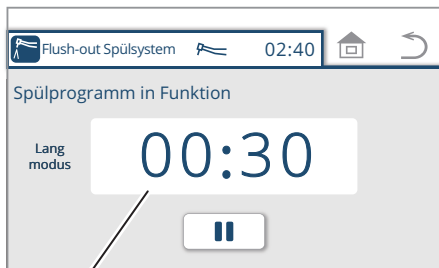 Flush-out Spülsystem 02:40
Spülprogramm in Funktion
Lang
modus
00:30